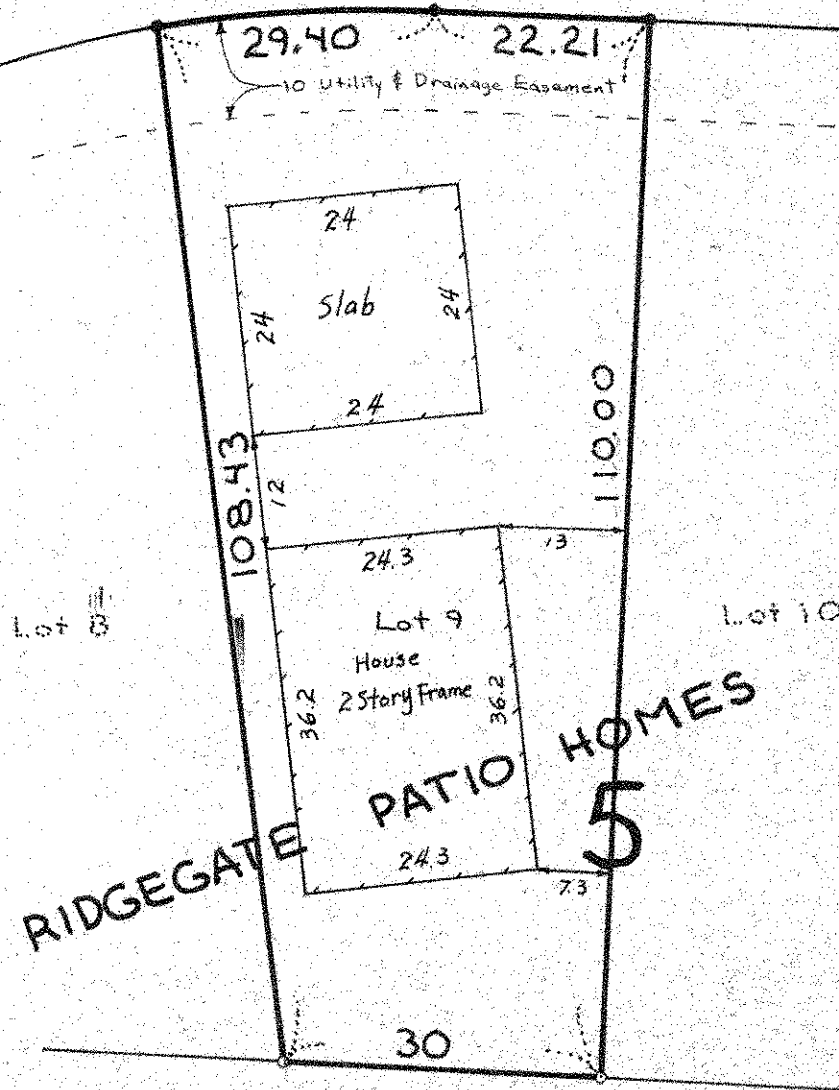 29.40
22.21
10 Utility & Drainage Easement
24
Slab
24
24
24
108.43
110.00
12
24.3
13
Lot 8
Lot 9
Lot 10
House
2 Story Frame
36.2
36.2
RIDGEGATE PATIO HOMES
5
24.3
7.3
30